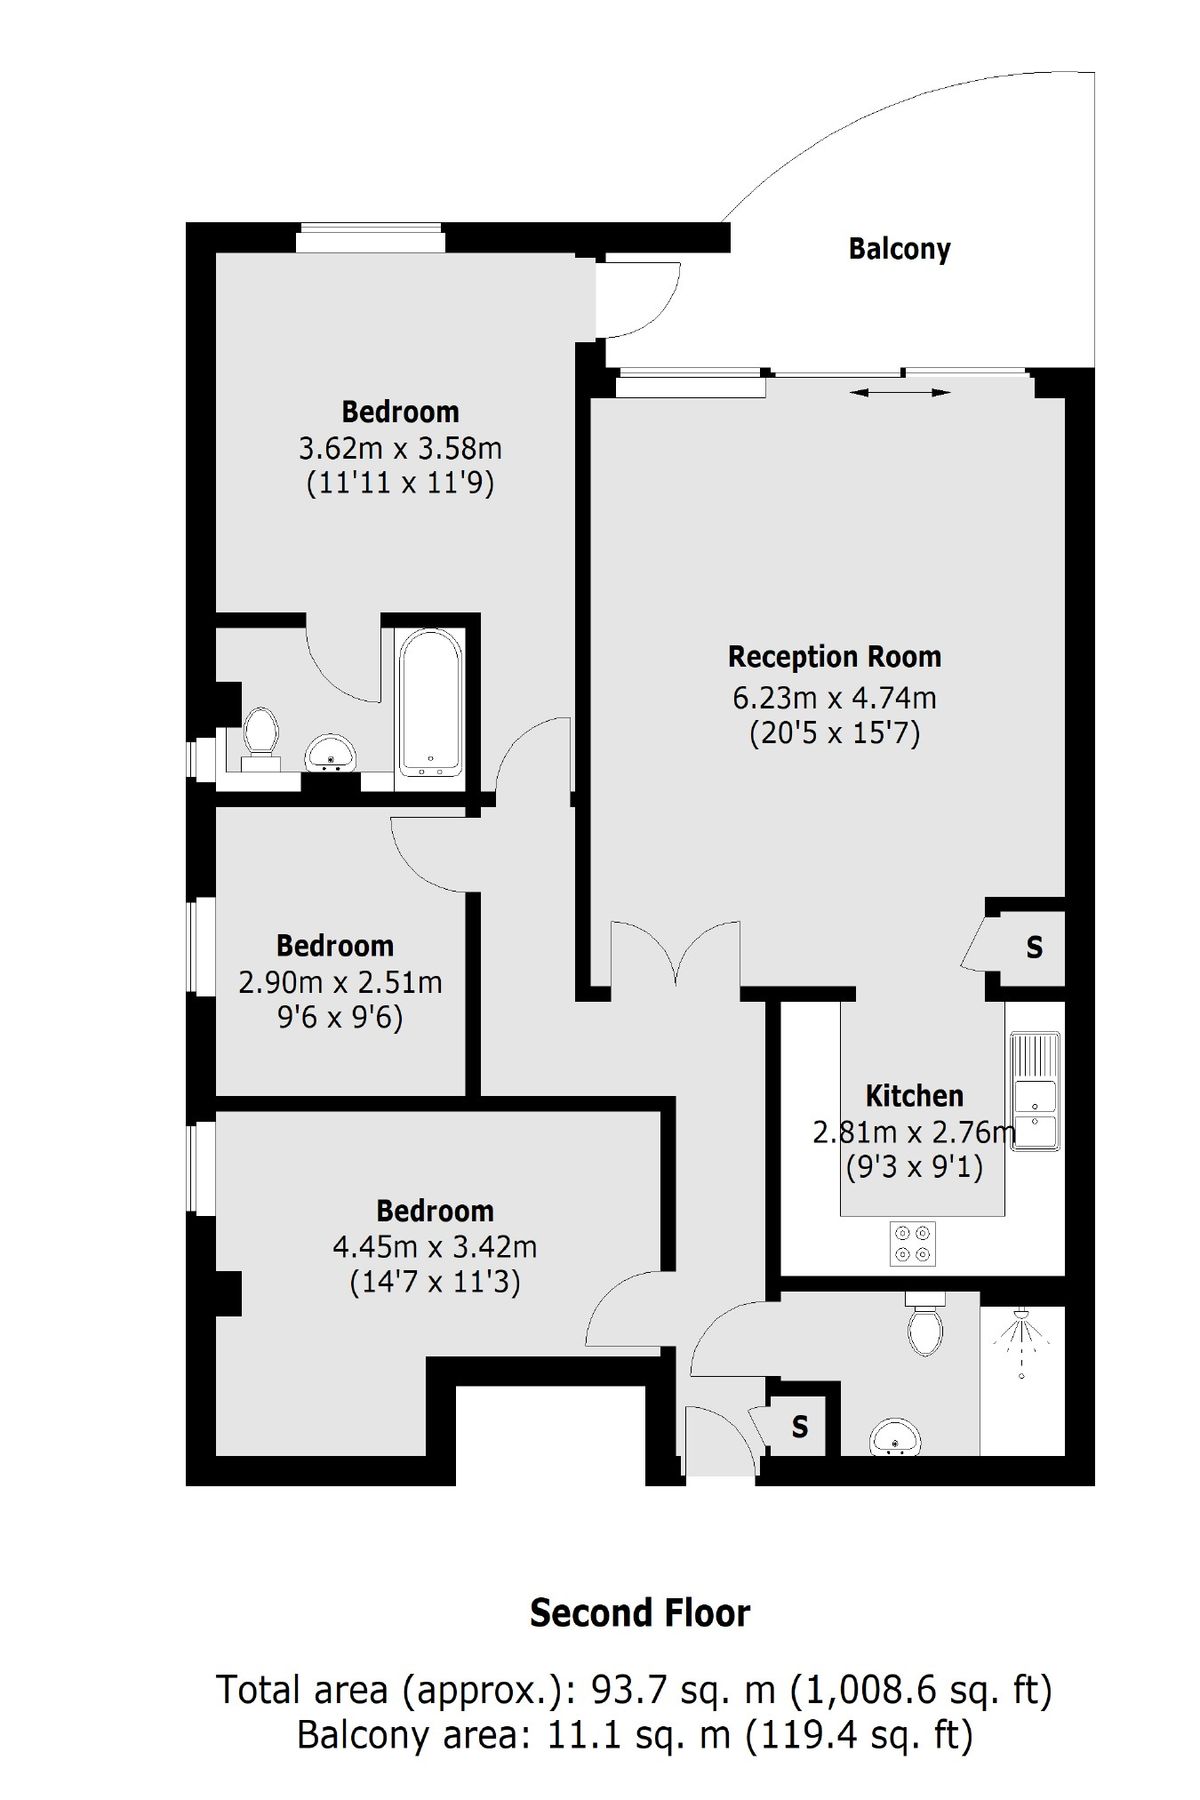 Balcony
Bedroom
3.62m x 3.58m
(11'11 x 11'9)
Reception Room
6.23m x 4.74m
(20'5 x 15'7)
Bedroom
2.90m x 2.51m
9'6 x 9'6)
S
Kitchen
2.81m x 2.76m
(9'3 x 9'1)
Bedroom
4.45m x 3.42m
(14'7 x 11'3)
S
Second Floor
Total area (approx.): 93.7 sq. m (1,008.6 sq. ft)
Balcony area: 11.1 sq. m (119.4 sq. ft)